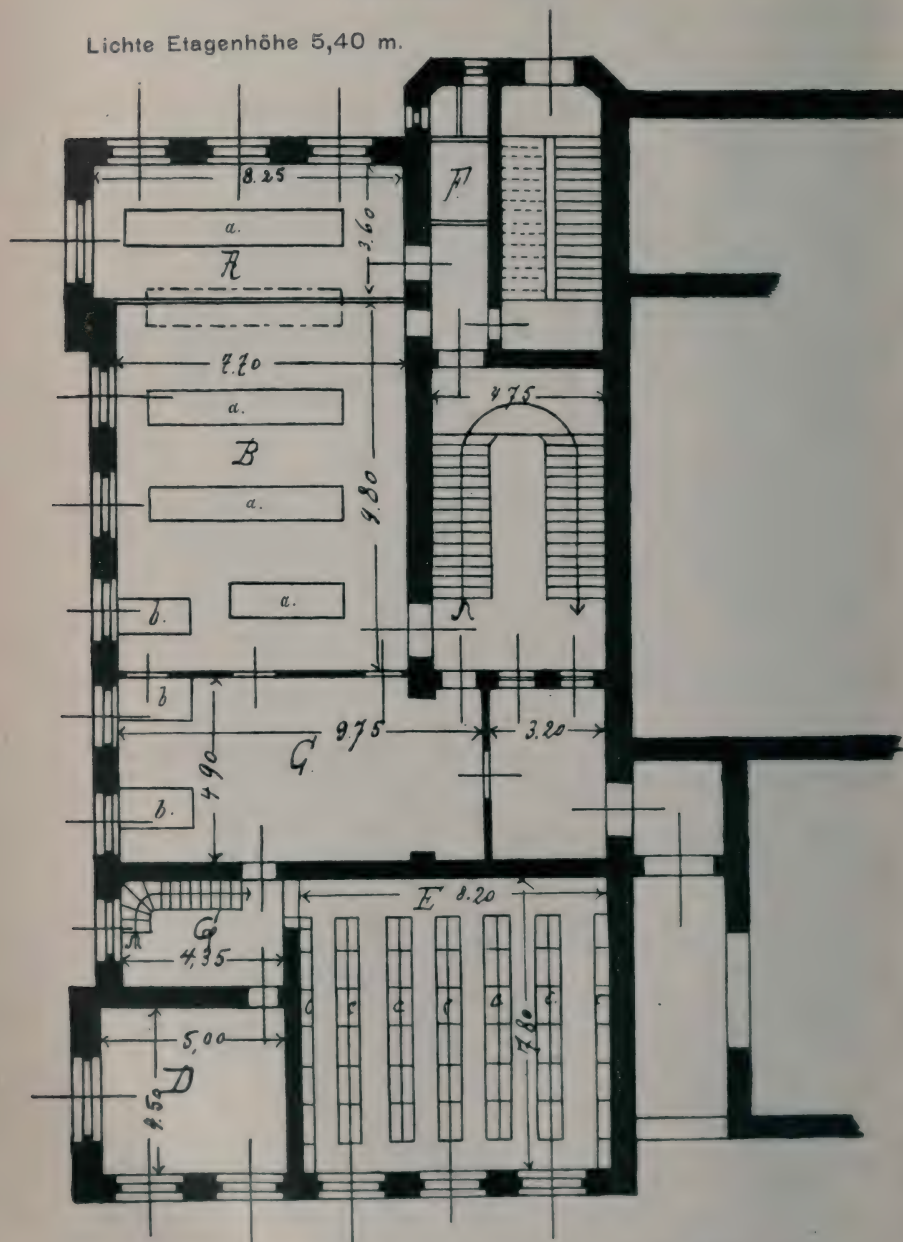 Lichte Etagenhöhe 5,40 m.
8.25
a.
3.60
F
A
7.70
4.75
a.
B
9.80
a.
a.
b.
A
b
9.75
3.20
4.90
b.
E
8.20
G
A
4,35
c
c
c
c
c
7.80
5,00
D
4.50